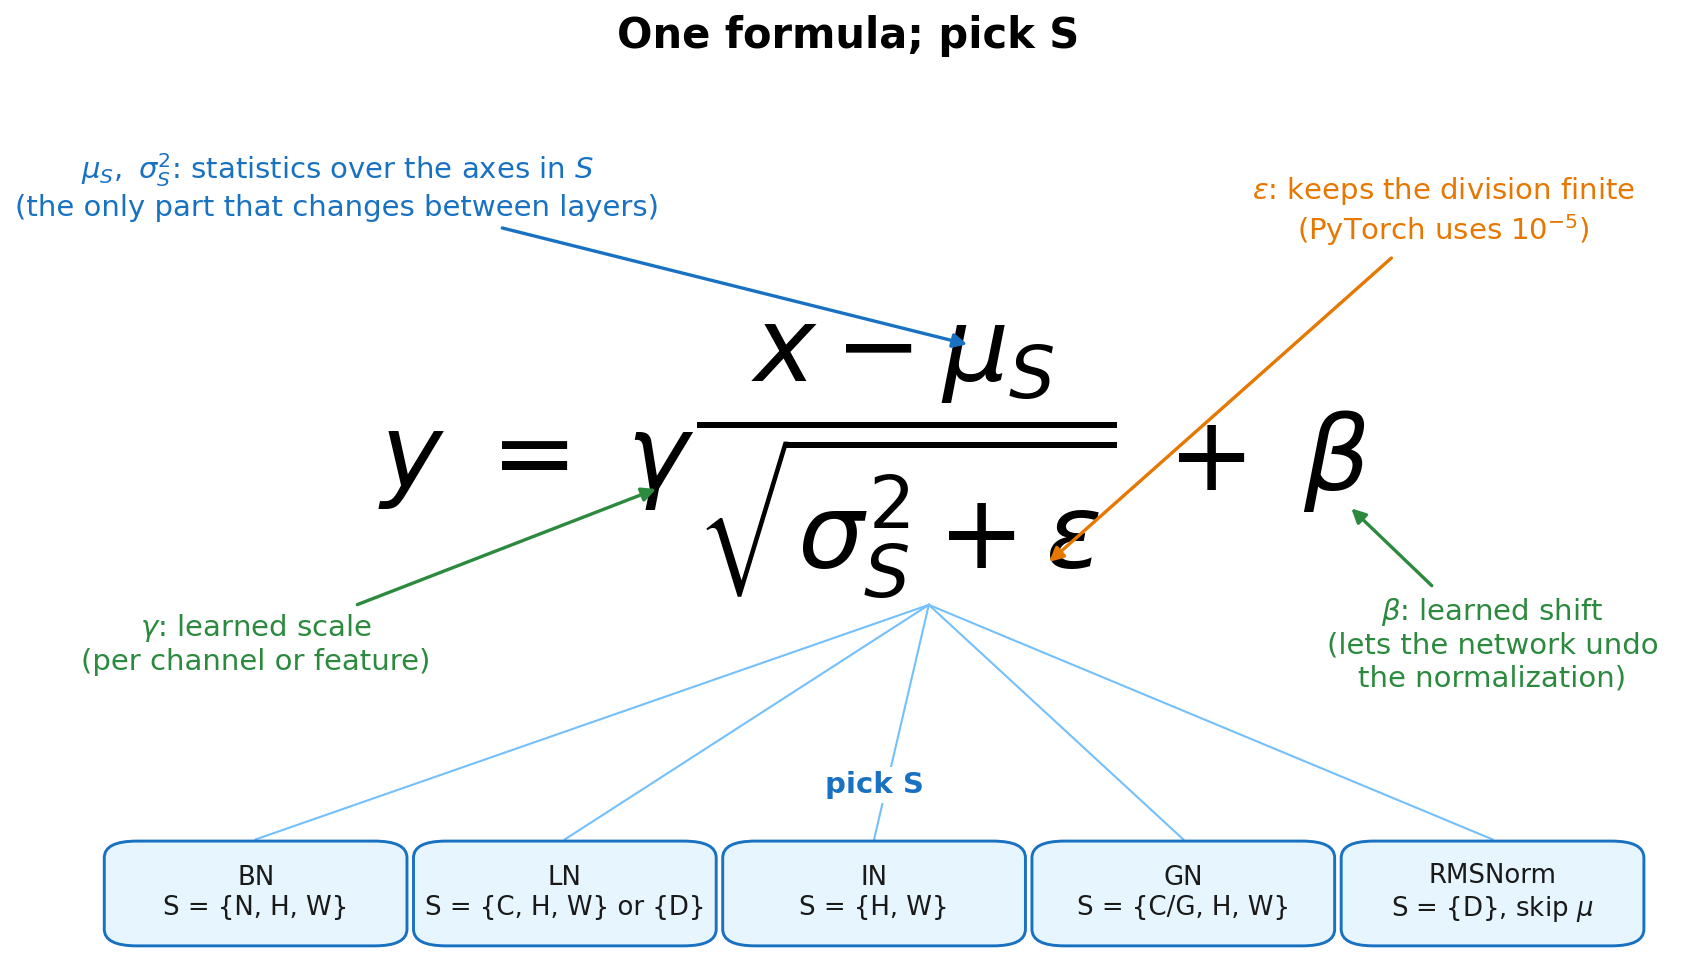 One formula; pick S
μ_S, σ_S^2: statistics over the axes in S
(the only part that changes between layers)
ε: keeps the division finite
(PyTorch uses 10^{−5})
y = γ \frac{x − μ_S}{\sqrt{σ_S^2 + ε}} + β
γ: learned scale
(per channel or feature)
β: learned shift
(lets the network undo
the normalization)
pick S
BN
S = {N, H, W}
LN
S = {C, H, W} or {D}
IN
S = {H, W}
GN
S = {C/G, H, W}
RMSNorm
S = {D}, skip μ